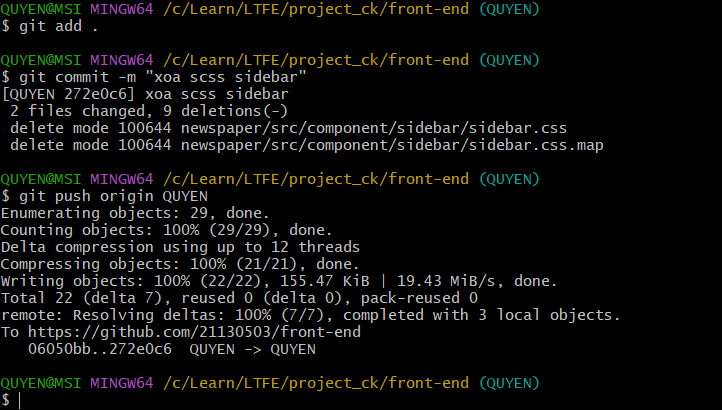 QUYEN@MSI MINGW64 /c/Learn/LTFE/project_ck/front-end (QUYEN)
$ git add .
QUYEN@MSI MINGW64 /c/Learn/LTFE/project_ck/front-end (QUYEN)
$ git commit -m "xoa scss sidebar"
[QUYEN 272e0c6] xoa scss sidebar
 2 files changed, 9 deletions(-)
 delete mode 100644 newspaper/src/component/sidebar/sidebar.css
 delete mode 100644 newspaper/src/component/sidebar/sidebar.css.map
QUYEN@MSI MINGW64 /c/Learn/LTFE/project_ck/front-end (QUYEN)
$ git push origin QUYEN
Enumerating objects: 29, done.
Counting objects: 100% (29/29), done.
Delta compression using up to 12 threads
Compressing objects: 100% (21/21), done.
Writing objects: 100% (22/22), 155.47 KiB | 19.43 MiB/s, done.
Total 22 (delta 7), reused 0 (delta 0), pack-reused 0
remote: Resolving deltas: 100% (7/7), completed with 3 local objects.
To https://github.com/21130503/front-end
   06050bb..272e0c6  QUYEN -> QUYEN
QUYEN@MSI MINGW64 /c/Learn/LTFE/project_ck/front-end (QUYEN)
$